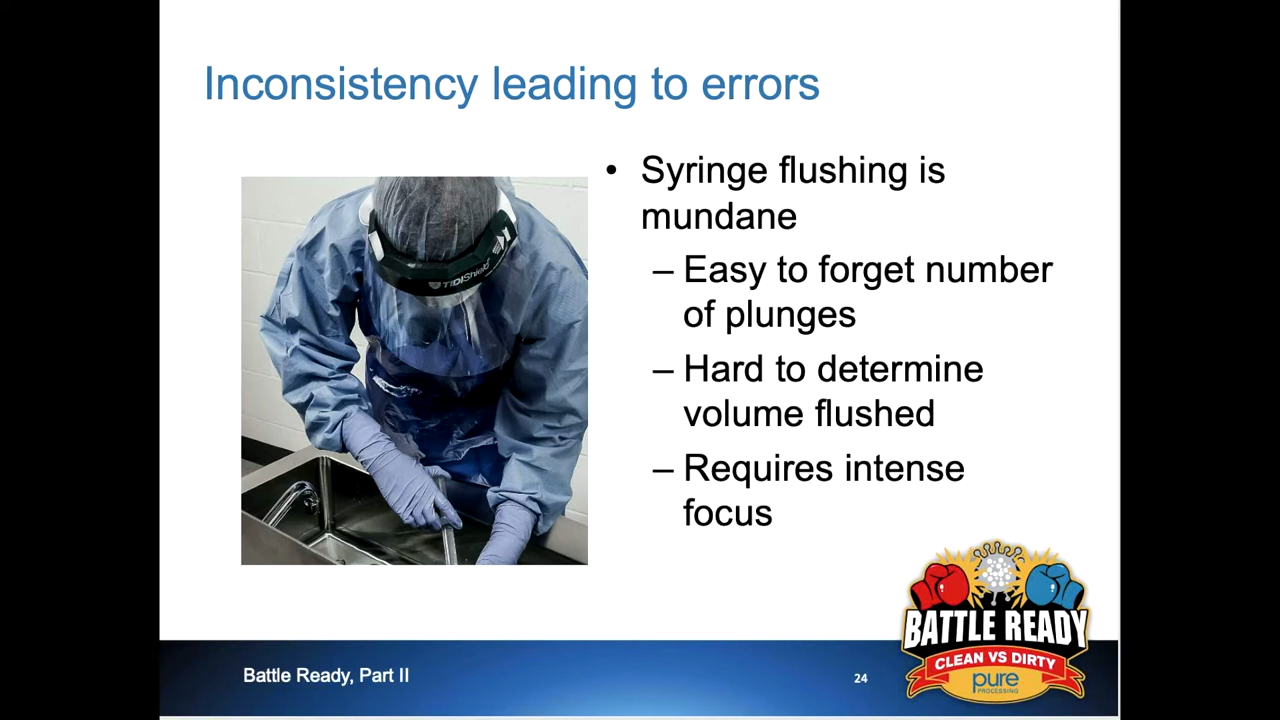 Inconsistency leading to errors
• Syringe flushing is
mundane
– Easy to forget number
of plunges
– Hard to determine
volume flushed
– Requires intense
focus
TIDIShield
BATTLE READY
CLEAN VS DIRTY
pure
PROCESSING
Battle Ready, Part II
24